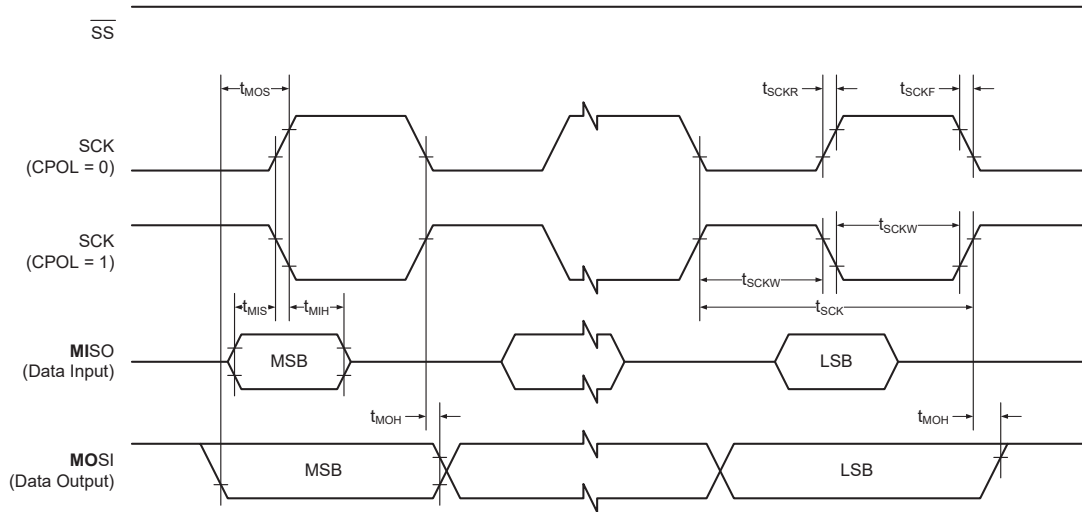 SS
tMOS
tSCKR
tSCKF
SCK
(CPOL = 0)
SCK
(CPOL = 1)
tSCKW
tSCKW
tMIS
tMIH
tSCK
MISO
(Data Input)
MSB
LSB
tMOH
tMOH
MOSI
(Data Output)
MSB
LSB